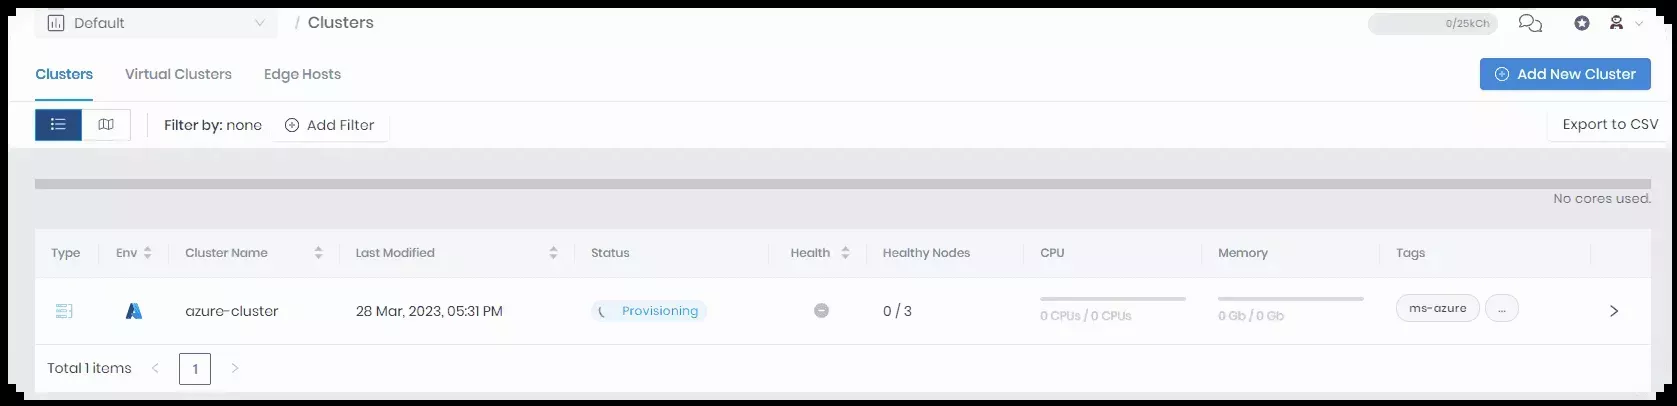 Default / Clusters 0/25kCh
Clusters Virtual Clusters Edge Hosts Add New Cluster
Filter by: none Add Filter Export to CSV
No cores used.
Type Env Cluster Name Last Modified Status Health Healthy Nodes CPU Memory Tags
azure-cluster 28 Mar, 2023, 05:31 PM Provisioning 0 / 3 0 CPUs / 0 CPUs 0 Gb / 0 Gb ms-azure ...
Total 1 items < 1 >